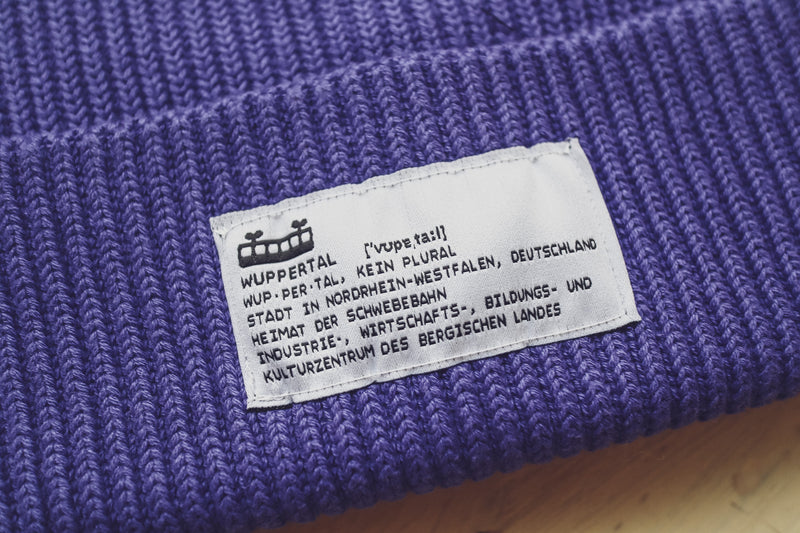 WUPPERTAL ['vʊpɐˌtaːl]
WUP·PER·TAL, KEIN PLURAL
STADT IN NORDRHEIN-WESTFALEN, DEUTSCHLAND
HEIMAT DER SCHWEBEBAHN
INDUSTRIE-, WIRTSCHAFTS-, BILDUNGS- UND
KULTURZENTRUM DES BERGISCHEN LANDES